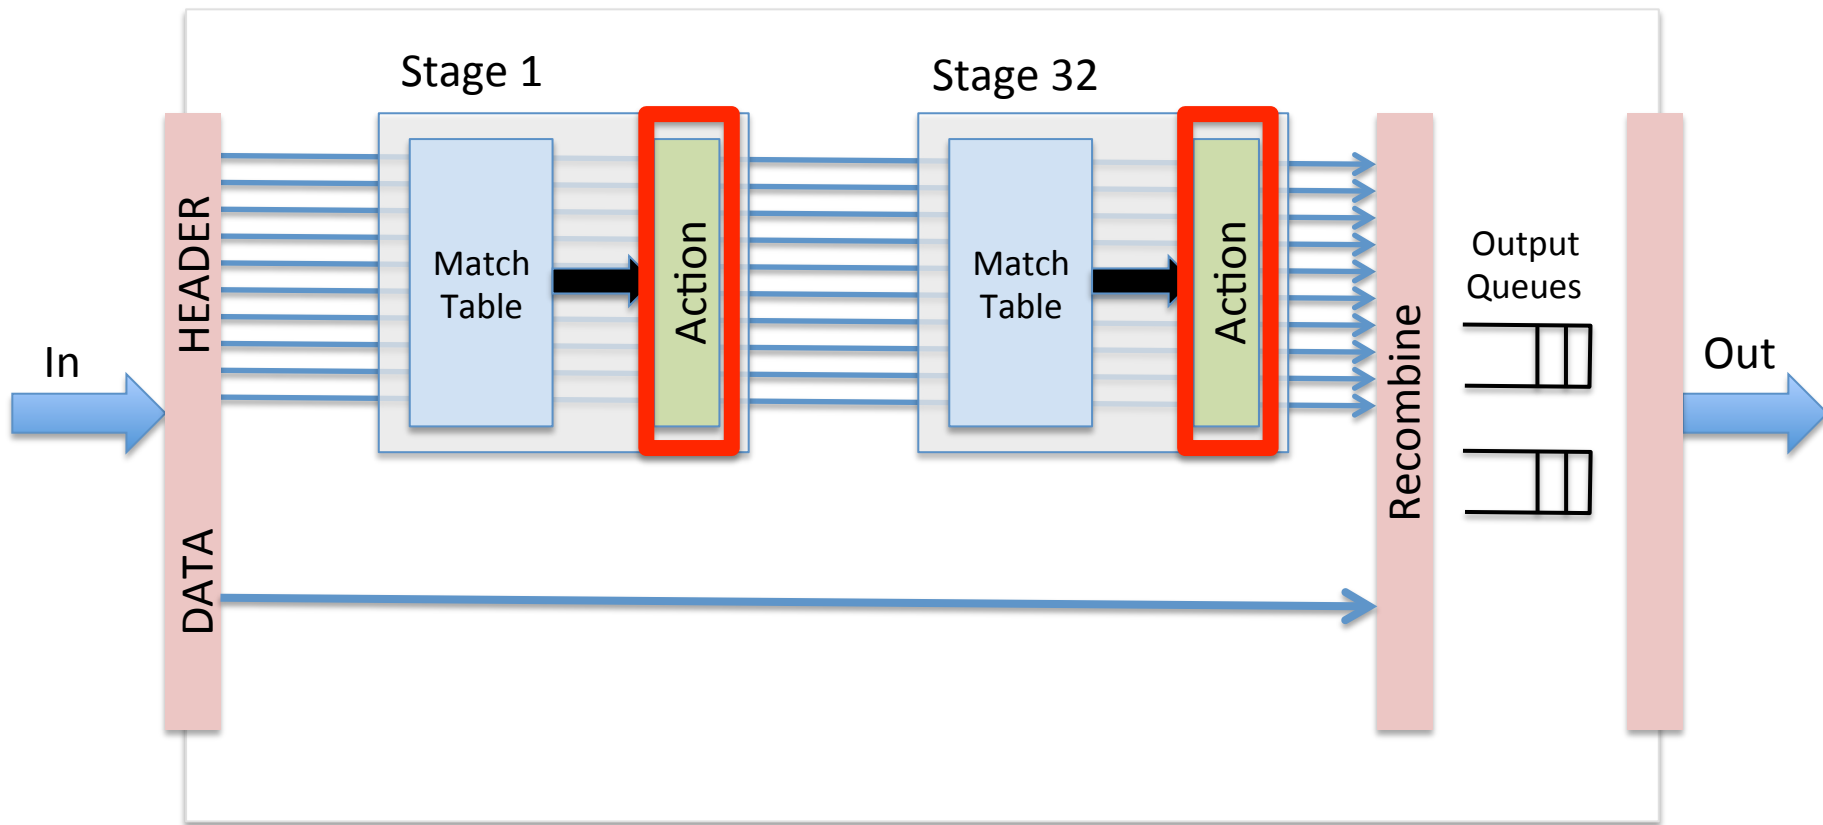 Stage 1
Stage 32
In
HEADER
DATA
Match
Table
Action
Match
Table
Action
Recombine
Output
Queues
Out